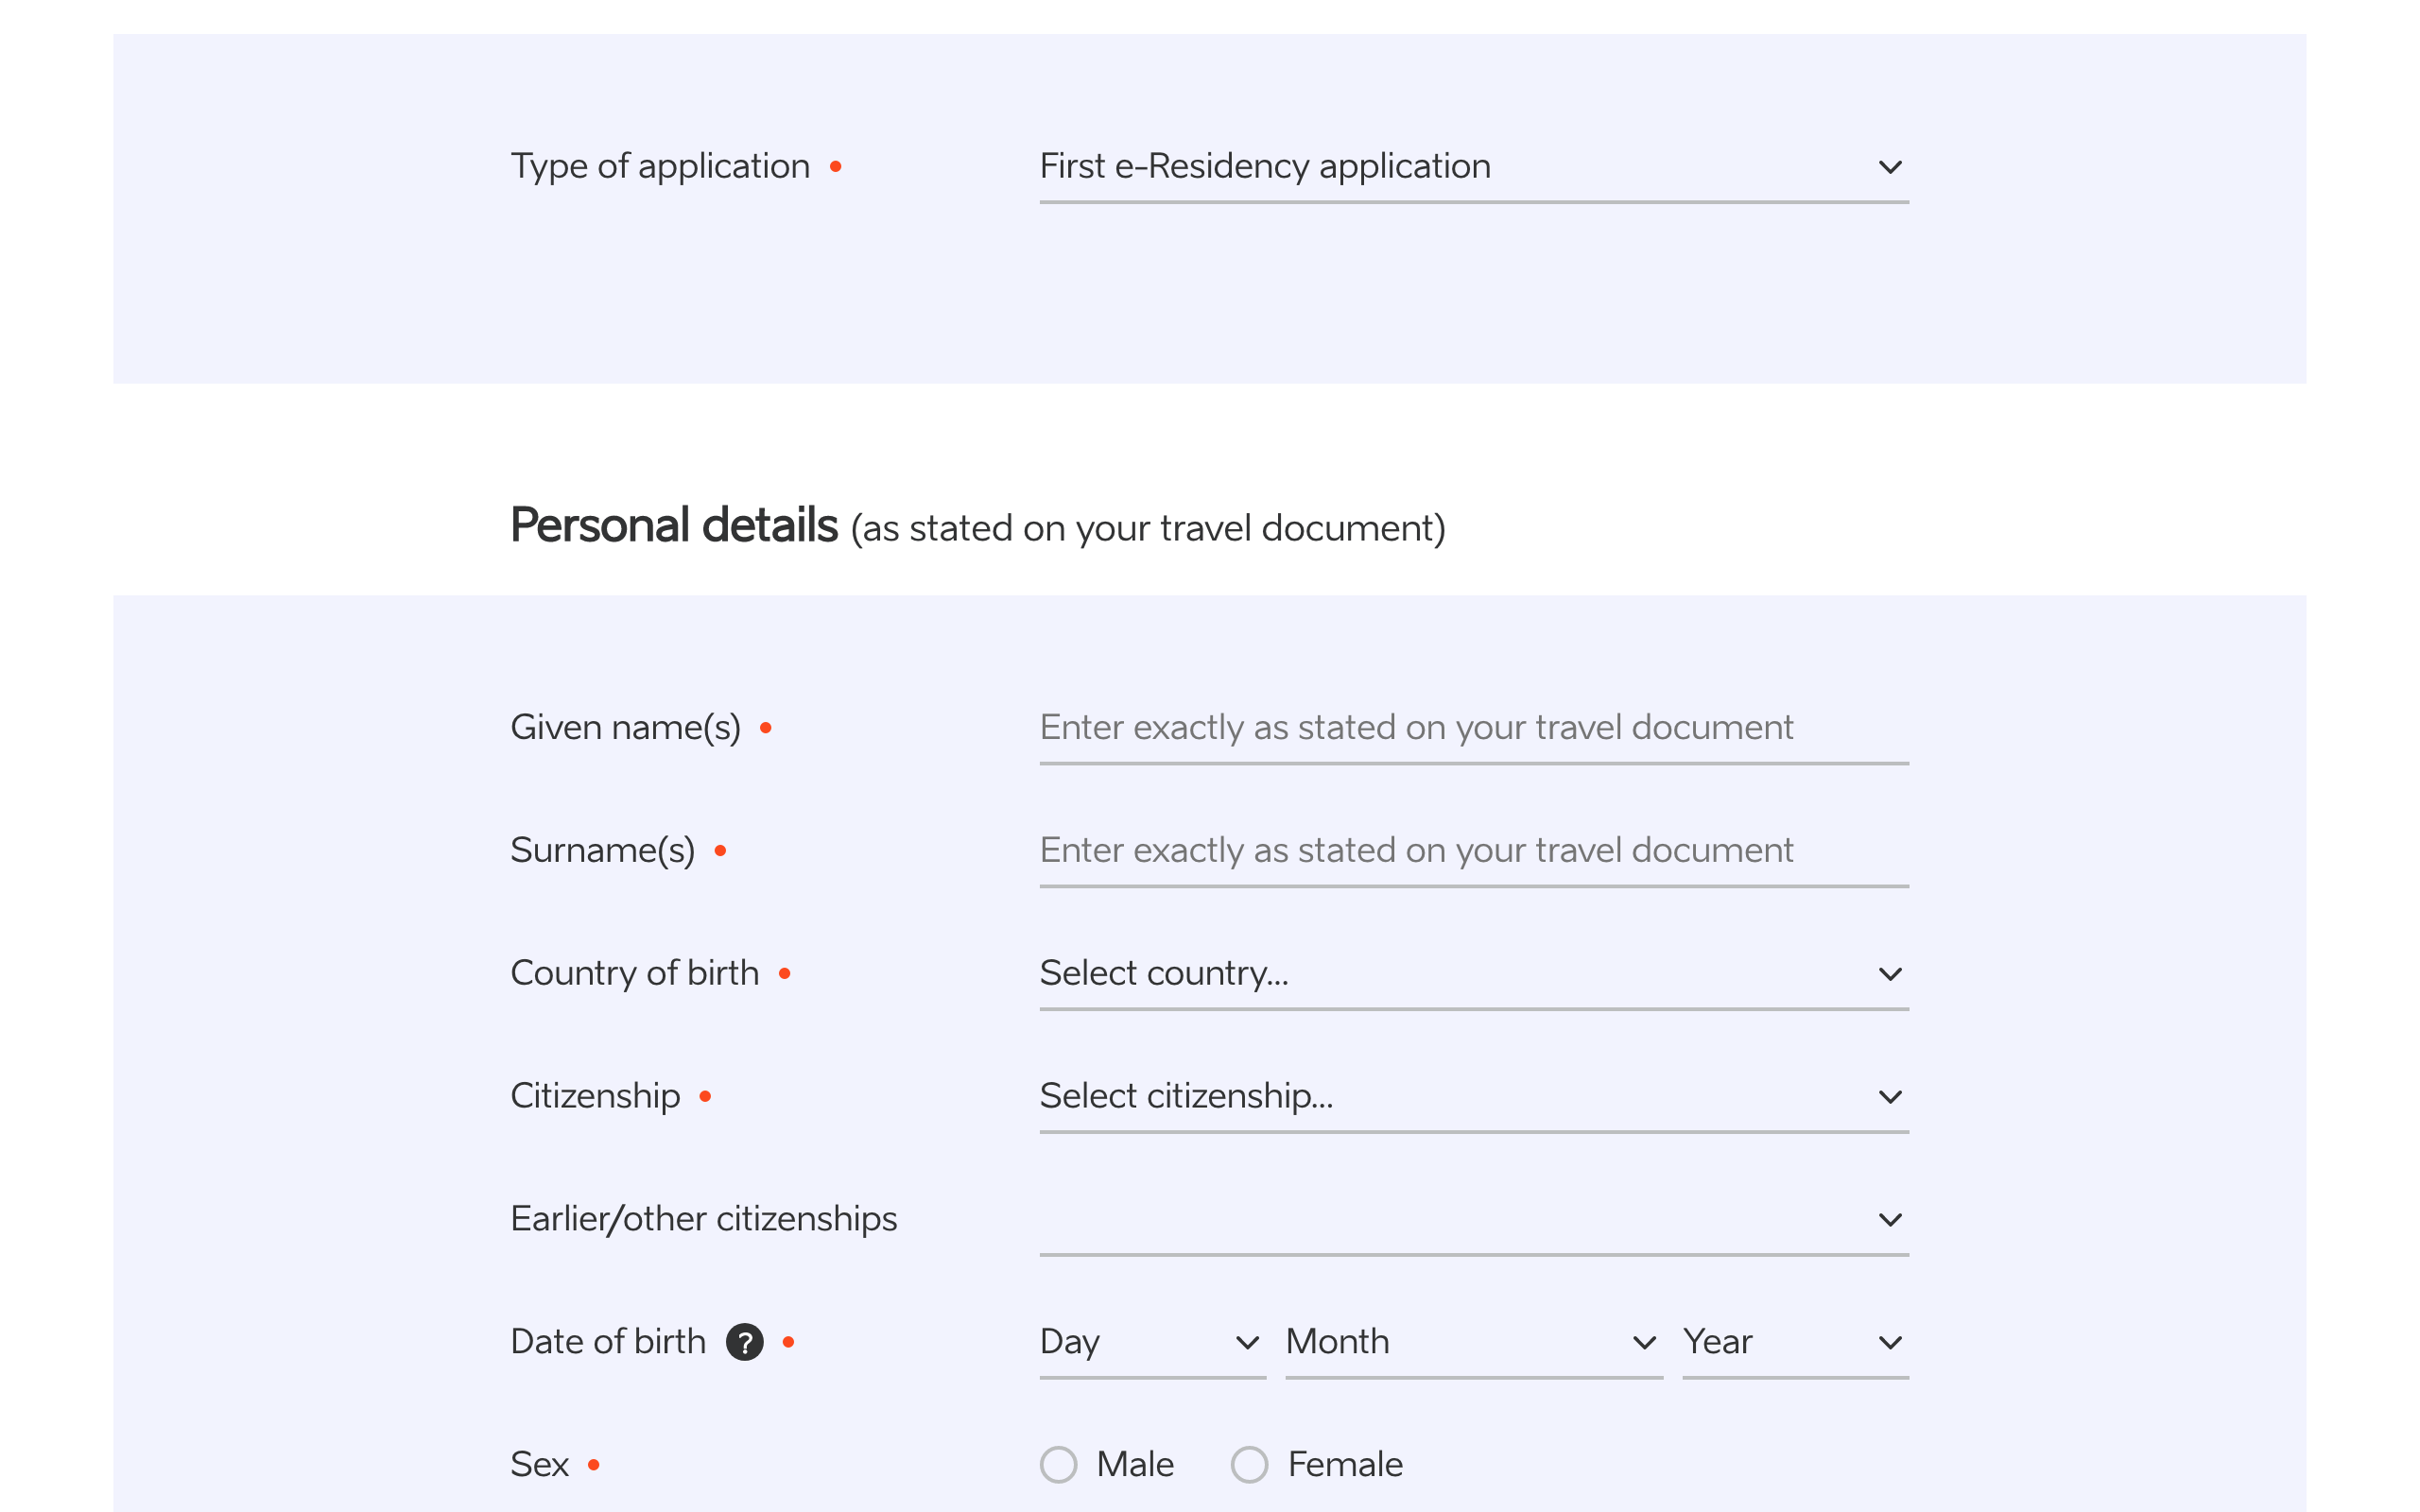 Type of application First e-Residency application
Personal details (as stated on your travel document)
Given name(s) Enter exactly as stated on your travel document
Surname(s) Enter exactly as stated on your travel document
Country of birth Select country...
Citizenship Select citizenship...
Earlier/other citizenships
Date of birth ? Day Month Year
Sex Male Female